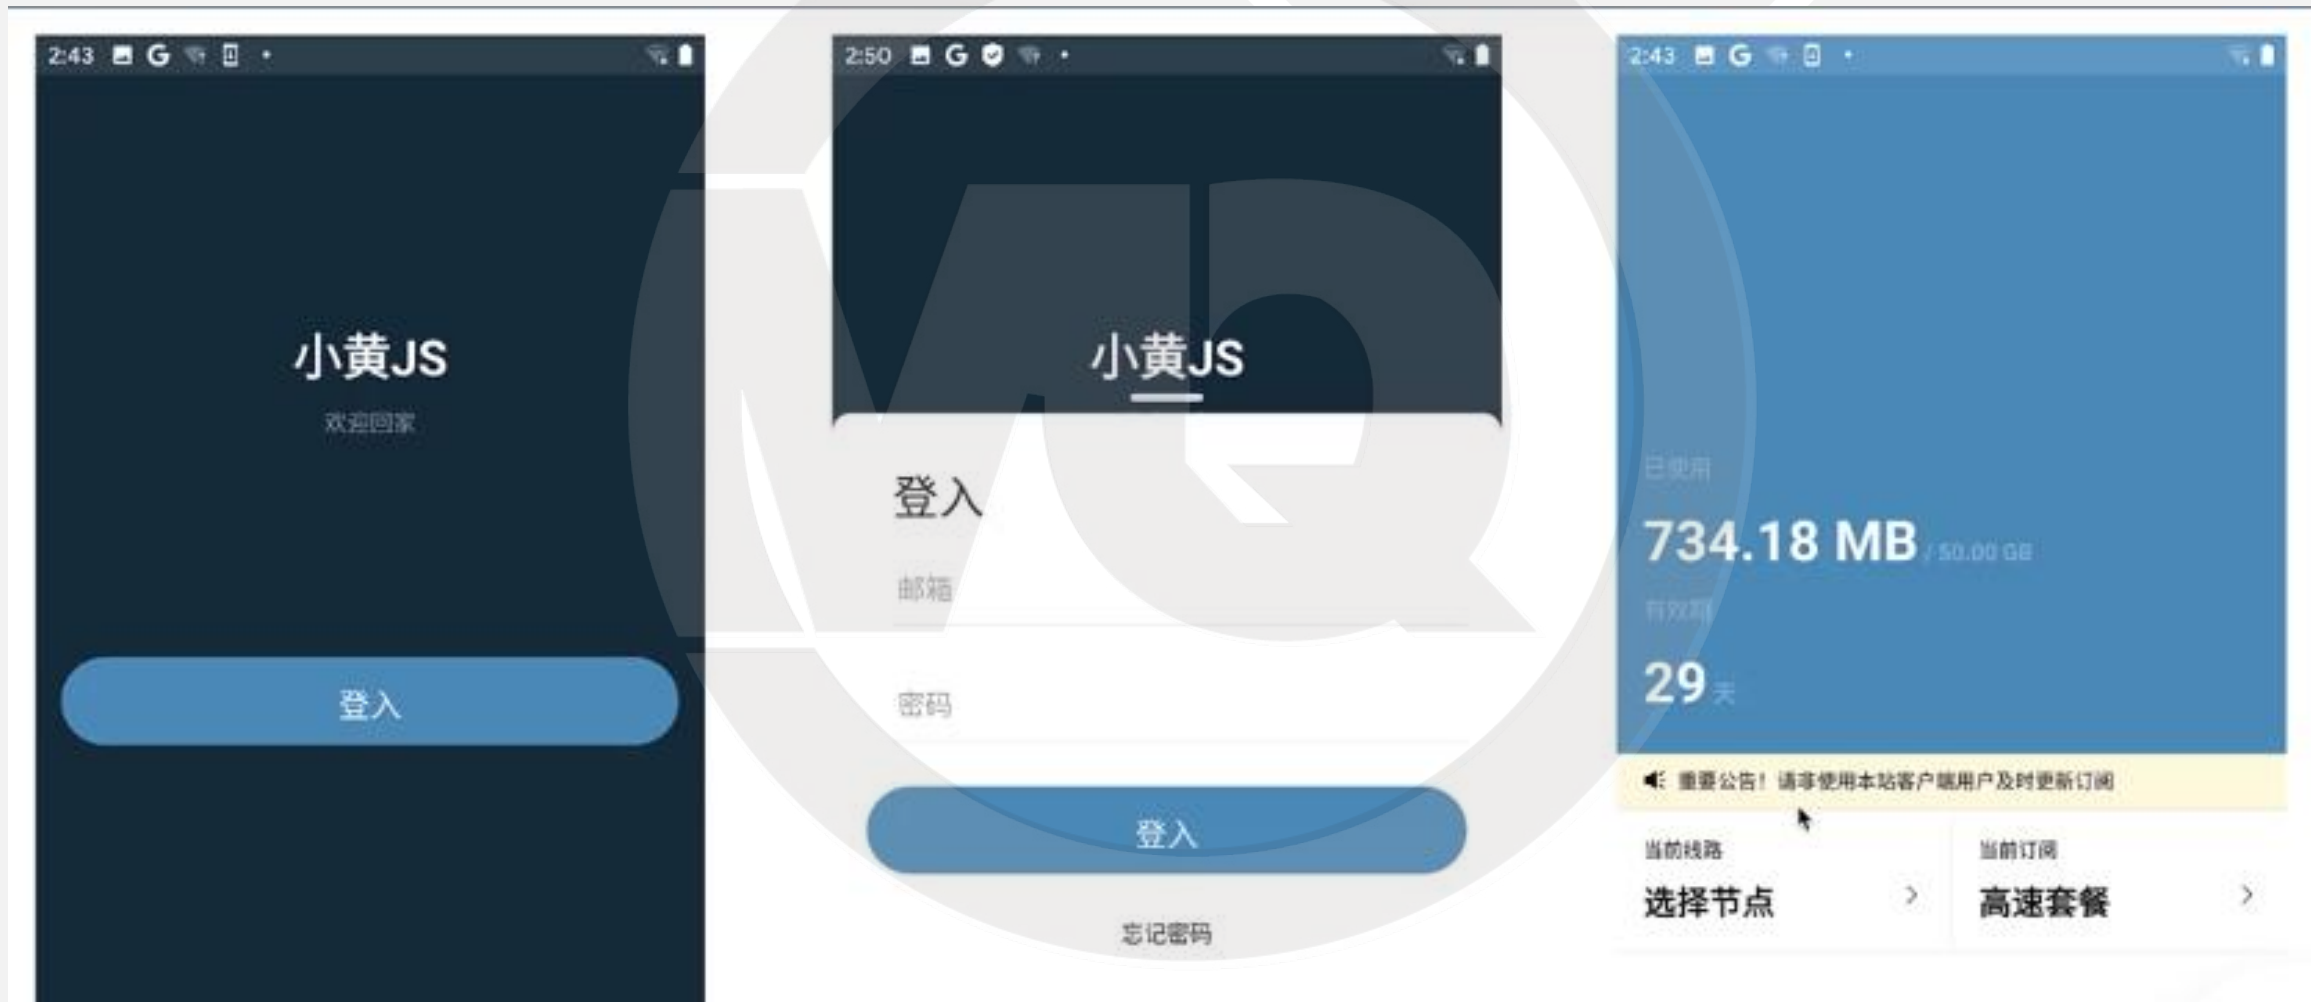 2:43 G
小黄JS
欢迎回家
登入
2:50 G
小黄JS
登入
邮箱
密码
登入
忘记密码
2:43 G
已使用
734.18 MB / 50.00 GB
有效期
29 天
重要公告！请非使用本站客户端用户及时更新订阅
当前线路
选择节点
当前订阅
高速套餐
MQ